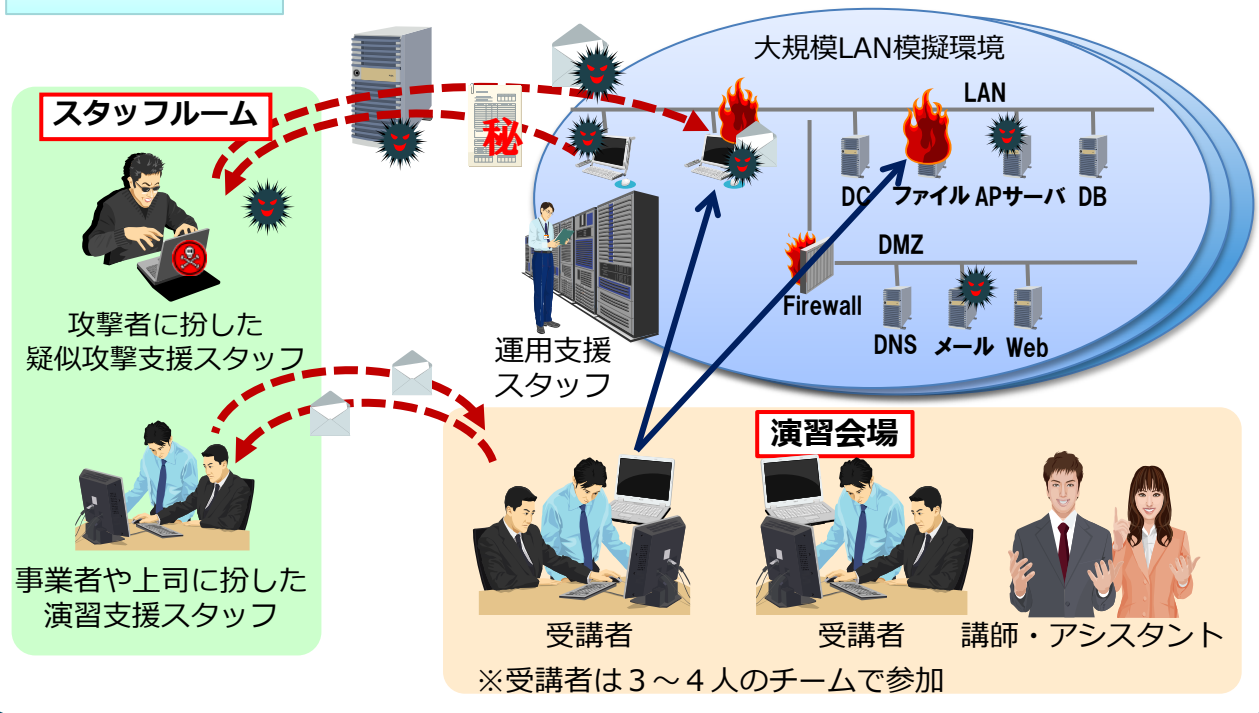 大規模LAN模擬環境
スタッフルーム
LAN
秘
DC ファイル APサーバ DB
DMZ
Firewall
攻撃者に扮した
疑似攻撃支援スタッフ
DNS メール Web
運用支援
スタッフ
演習会場
事業者や上司に扮した
演習支援スタッフ
受講者
受講者
講師・アシスタント
※受講者は３～４人のチームで参加